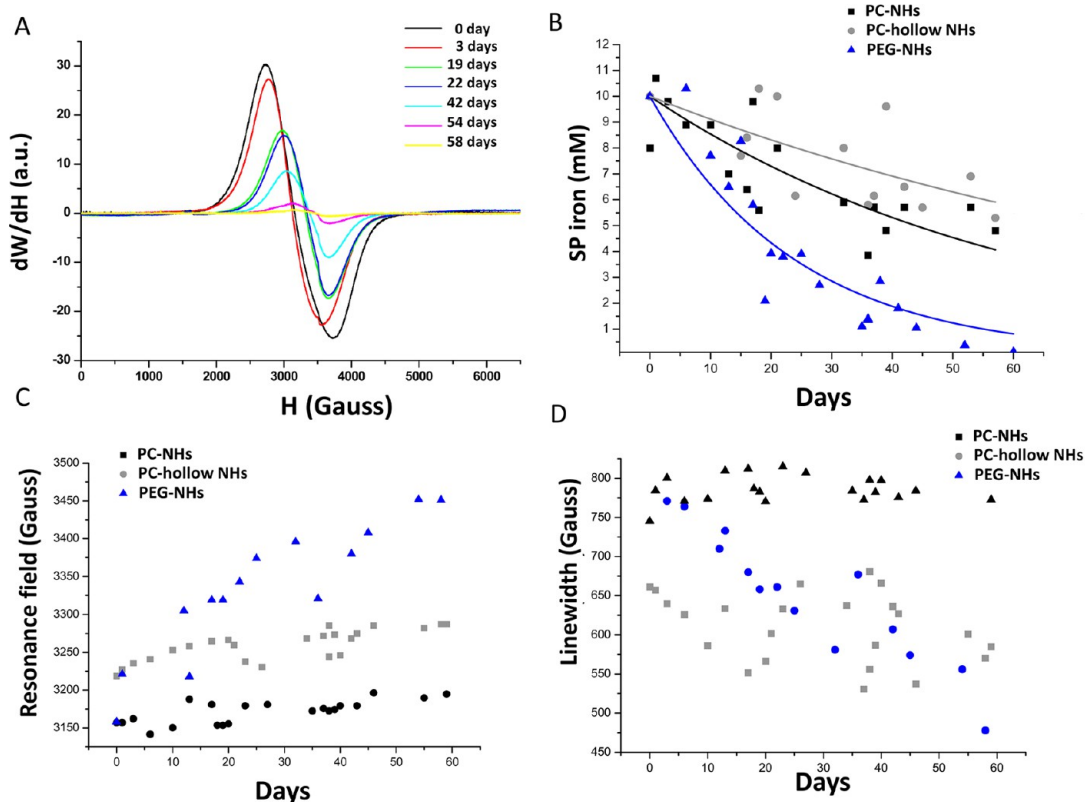 A
0 day
3 days
19 days
22 days
42 days
54 days
58 days
30
20
10
0
-10
-20
-30
dW/dH (a.u.)
0 1000 2000 3000 4000 5000 6000
H (Gauss)
B
PC-NHs
PC-hollow NHs
PEG-NHs
12
11
10
9
8
7
6
5
4
3
2
1
SP iron (mM)
0 10 20 30 40 50 60
Days
C
PC-NHs
PC-hollow NHs
PEG-NHs
3500
3450
3400
3350
3300
3250
3200
3150
Resonance field (Gauss)
0 10 20 30 40 50 60
Days
D
PC-NHs
PC-hollow NHs
PEG-NHs
800
750
700
650
600
550
500
450
Linewidth (Gauss)
0 10 20 30 40 50 60
Days